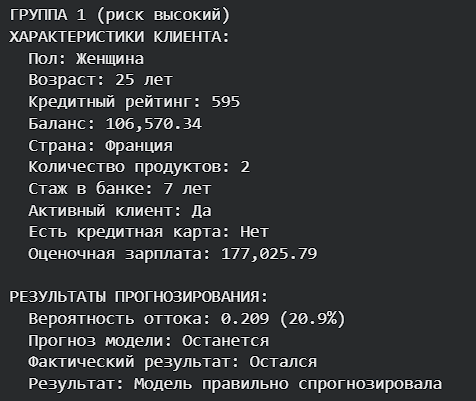 ГРУППА 1 (риск высокий)
ХАРАКТЕРИСТИКИ КЛИЕНТА:
Пол: Женщина
Возраст: 25 лет
Кредитный рейтинг: 595
Баланс: 106,570.34
Страна: Франция
Количество продуктов: 2
Стаж в банке: 7 лет
Активный клиент: Да
Есть кредитная карта: Нет
Оценочная зарплата: 177,025.79
РЕЗУЛЬТАТЫ ПРОГНОЗИРОВАНИЯ:
Вероятность оттока: 0.209 (20.9%)
Прогноз модели: Останется
Фактический результат: Остался
Результат: Модель правильно спрогнозировала